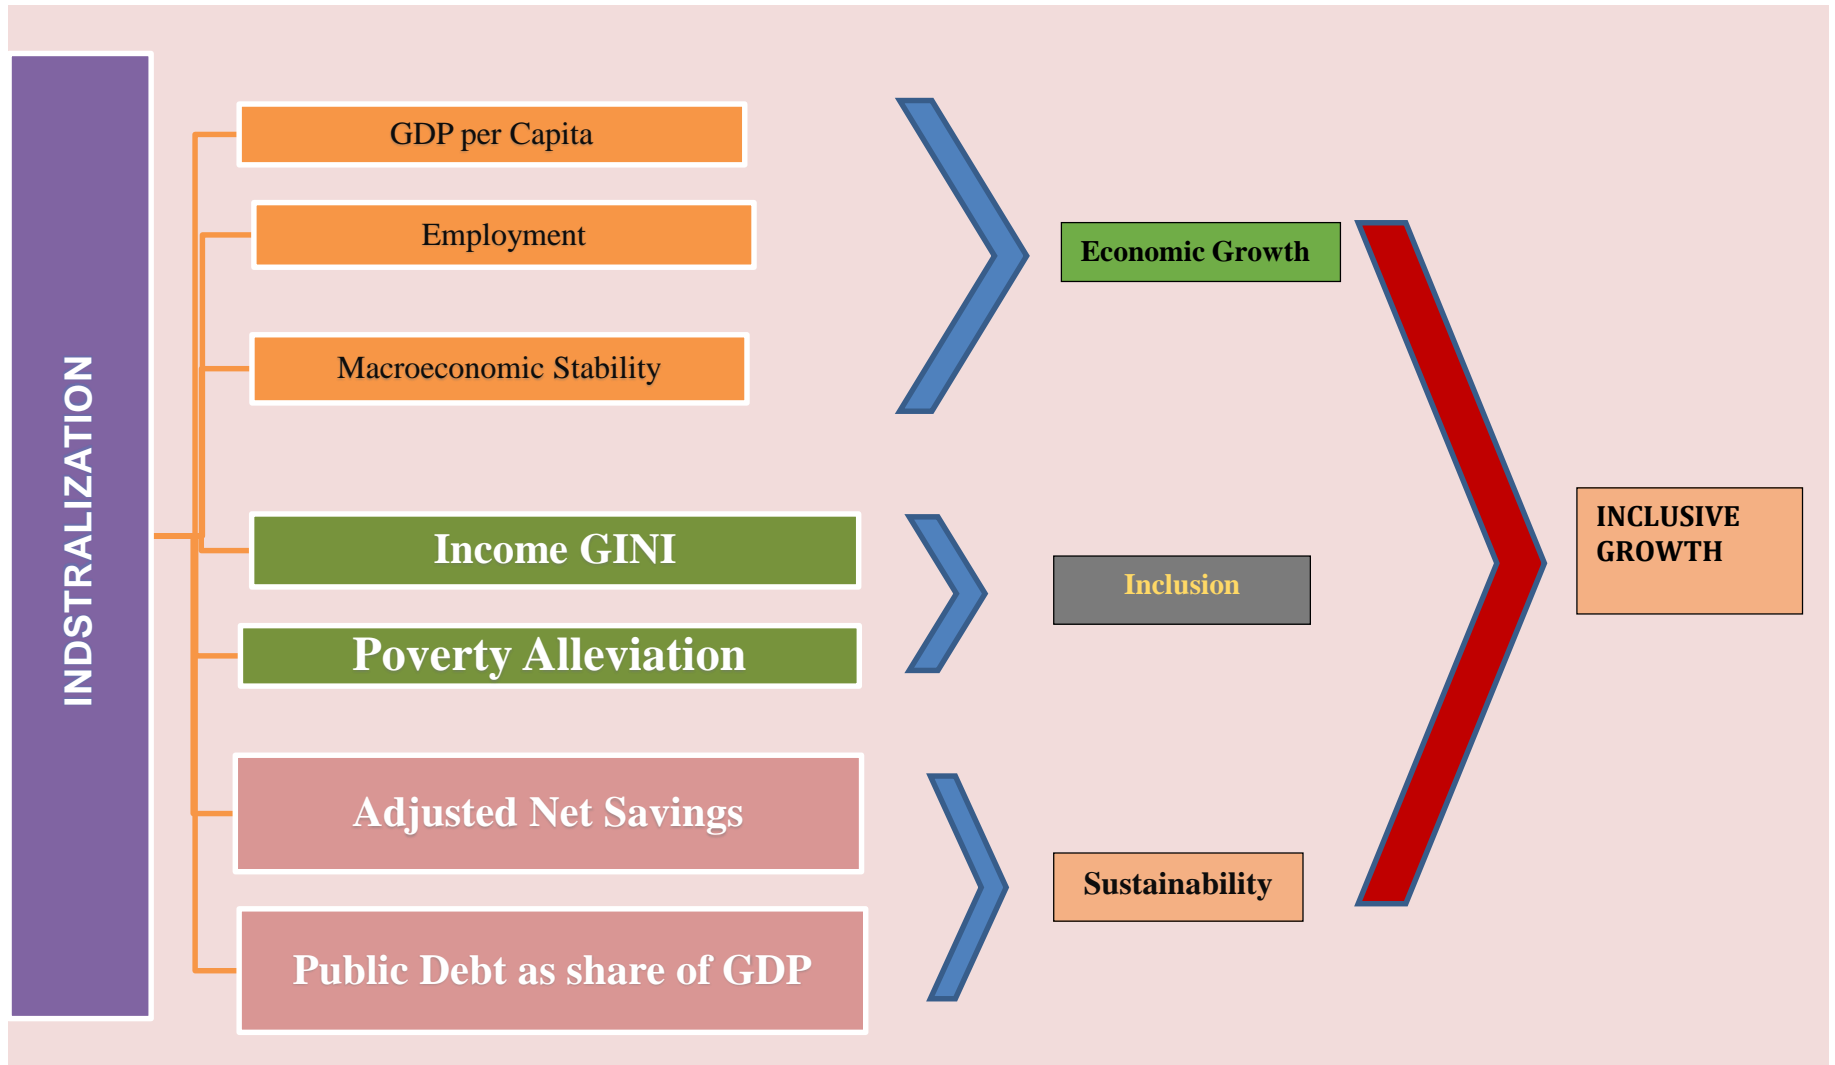 INDSTRALIZATION
GDP per Capita
Employment
Macroeconomic Stability
Income GINI
Poverty Alleviation
Adjusted Net Savings
Public Debt as share of GDP
Economic Growth
Inclusion
Sustainability
INCLUSIVE
GROWTH